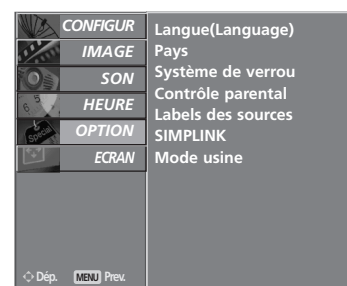 CONFIGUR
IMAGE
SON
HEURE
OPTION
ECRAN
Langue(Language)
Pays
Système de verrou
Contrôle parental
Labels des sources
SIMPLINK
Mode usine
Special
Dép. MENU Prev.